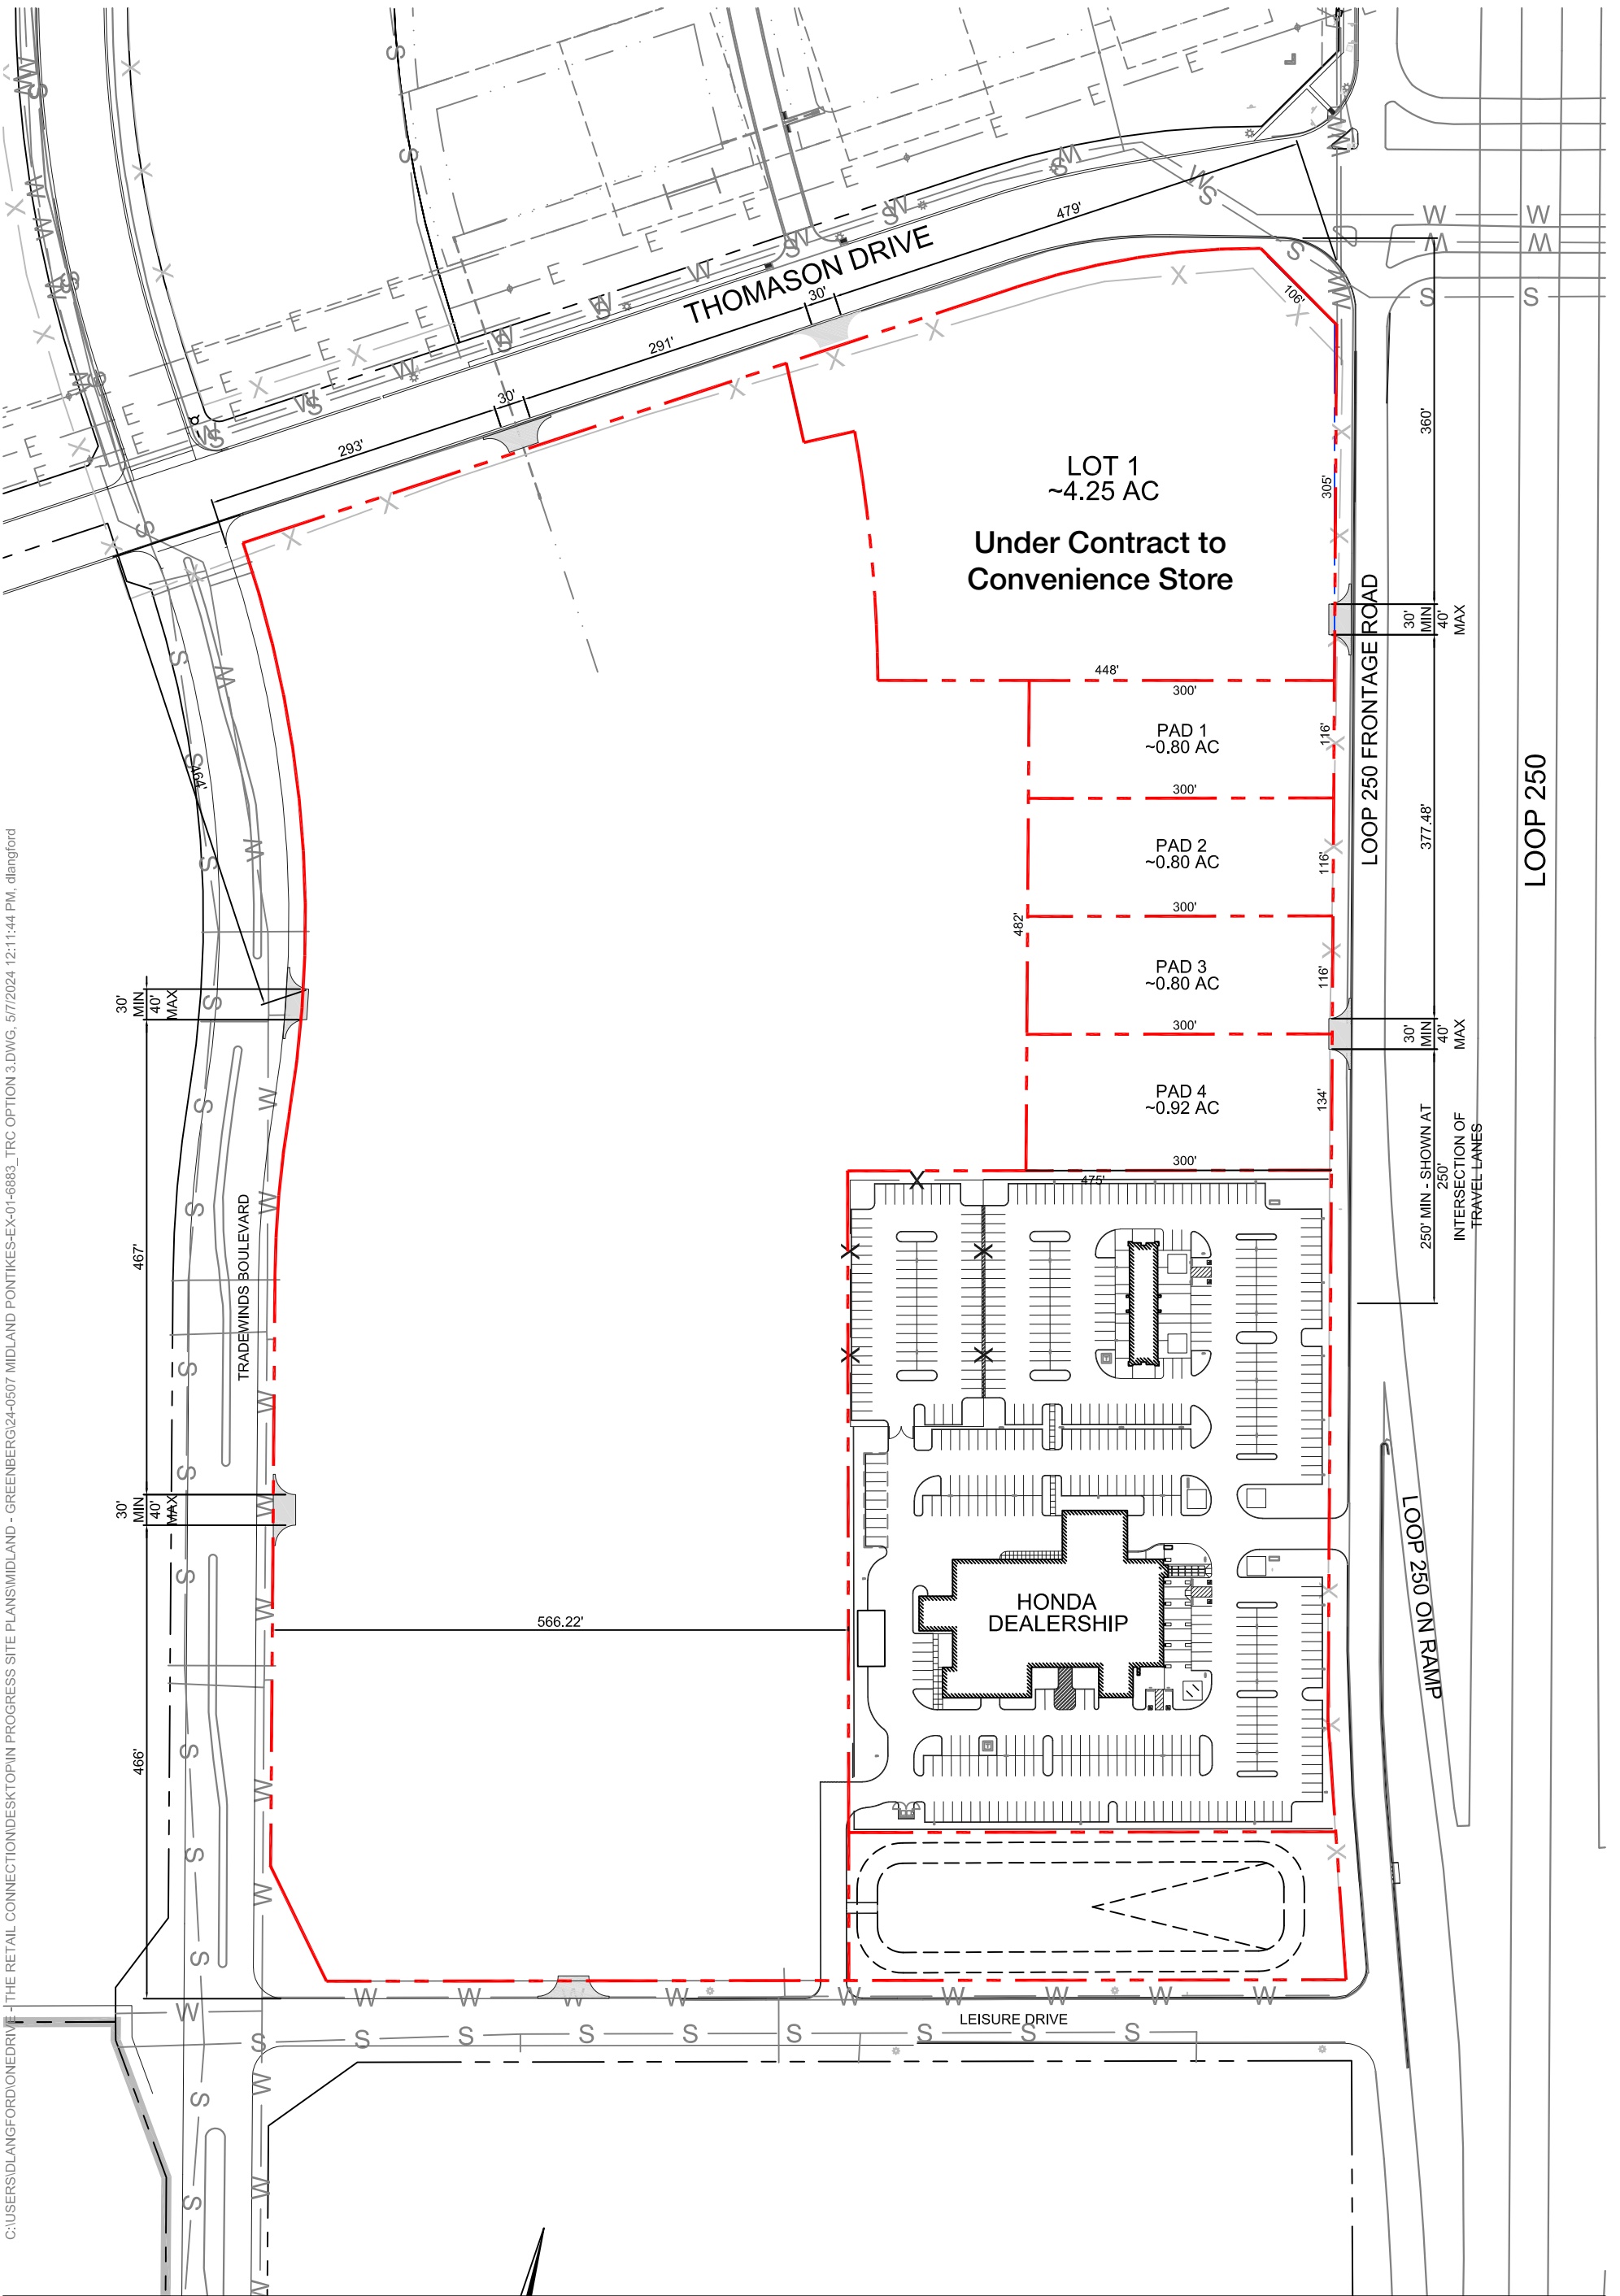 THOMASON DRIVE
479'
30'
291'
30'
293'
106'
LOT 1
~4.25 AC
Under Contract to
Convenience Store
305'
360'
30'
MIN
40'
MAX
448'
300'
PAD 1
~0.80 AC
116'
300'
PAD 2
~0.80 AC
116'
300'
482'
PAD 3
~0.80 AC
116'
300'
PAD 4
~0.92 AC
134'
300'
475'
LOOP 250 FRONTAGE ROAD
377.48'
LOOP 250
30'
MIN
40'
MAX
250' MIN - SHOWN AT
250'
INTERSECTION OF
TRAVEL LANES
464'
30'
MIN
40'
MAX
467'
TRADEWINDS BOULEVARD
30'
MIN
40'
MAX
466'
566.22'
HONDA
DEALERSHIP
LOOP 250 ON RAMP
LEISURE DRIVE
C:\USERS\DLANGFORD\ONEDRIVE - THE RETAIL CONNECTION\DESKTOP\IN PROGRESS SITE PLANS\MIDLAND - GREENBERG\24-0507 MIDLAND PONTIKES-EX-01-6883_TRC OPTION 3.DWG, 5/7/2024 12:11:44 PM, dlangford